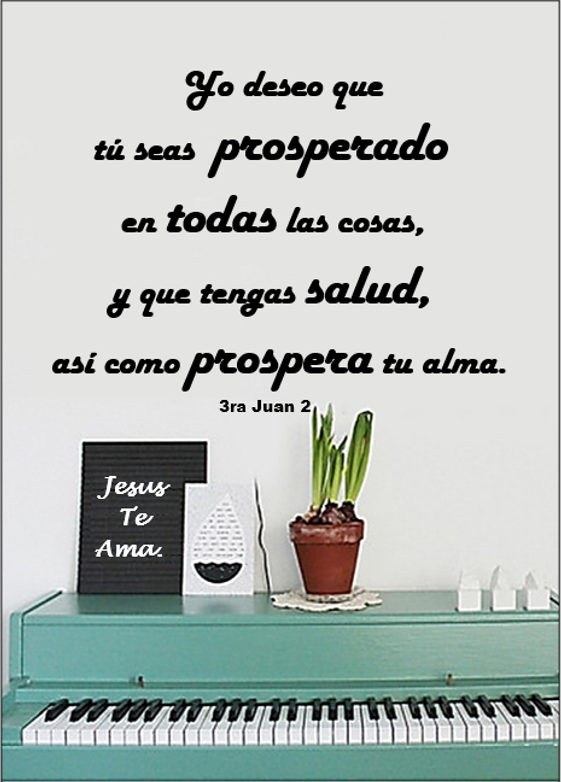 Yo deseo que
tú seas prosperado
en todas las cosas,
y que tengas salud,
así como prospera tu alma.
3ra Juan 2
Jesus
Te
Ama.